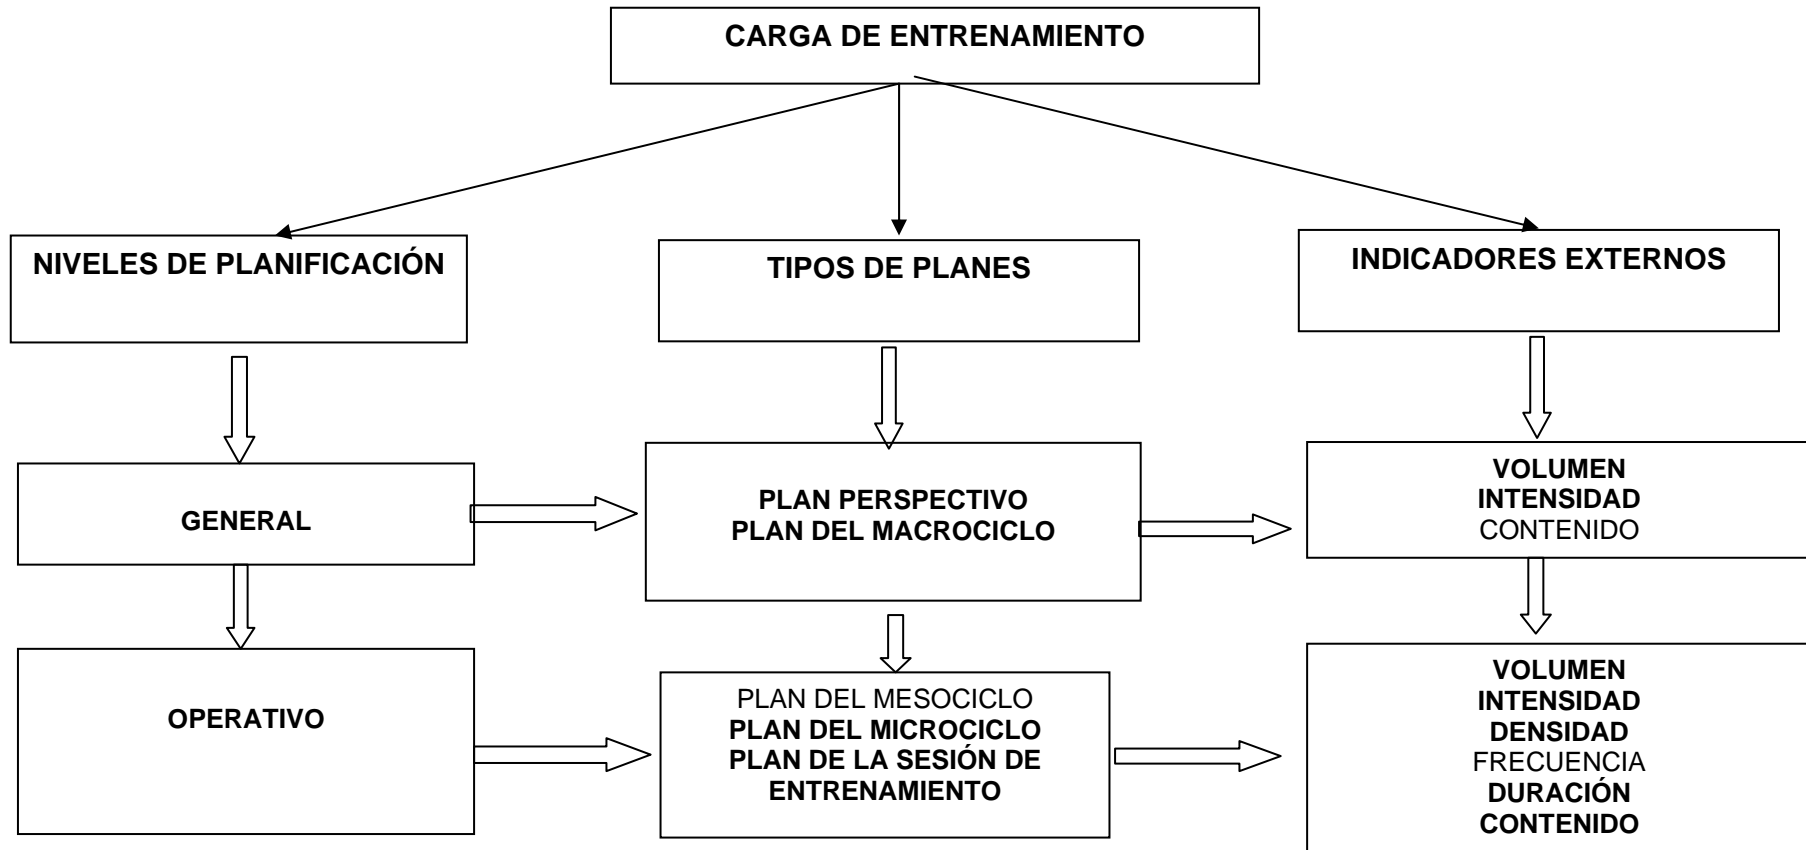 CARGA DE ENTRENAMIENTO
NIVELES DE PLANIFICACIÓN
TIPOS DE PLANES
INDICADORES EXTERNOS
GENERAL
PLAN PERSPECTIVO
PLAN DEL MACROCICLO
VOLUMEN
INTENSIDAD
CONTENIDO
OPERATIVO
PLAN DEL MESOCICLO
PLAN DEL MICROCICLO
PLAN DE LA SESIÓN DE
ENTRENAMIENTO
VOLUMEN
INTENSIDAD
DENSIDAD
FRECUENCIA
DURACIÓN
CONTENIDO